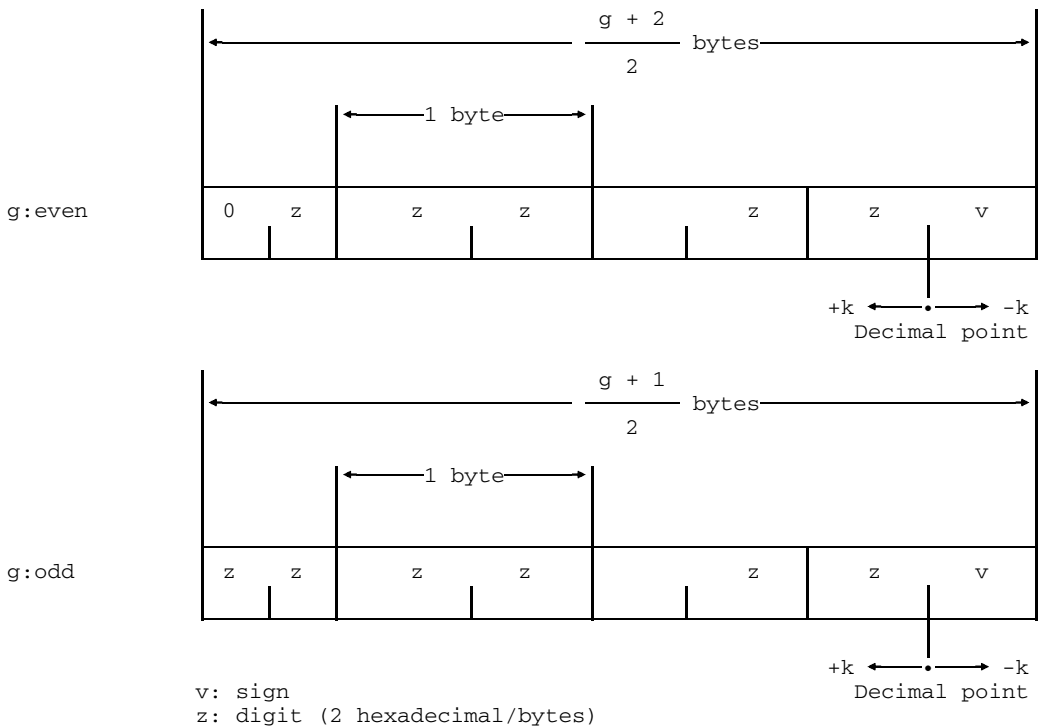 g + 2
bytes
2
1 byte
g:even 0 z z z z z v
+k • -k
Decimal point
g + 1
bytes
2
1 byte
g:odd z z z z z z v
+k • -k
v: sign Decimal point
z: digit (2 hexadecimal/bytes)